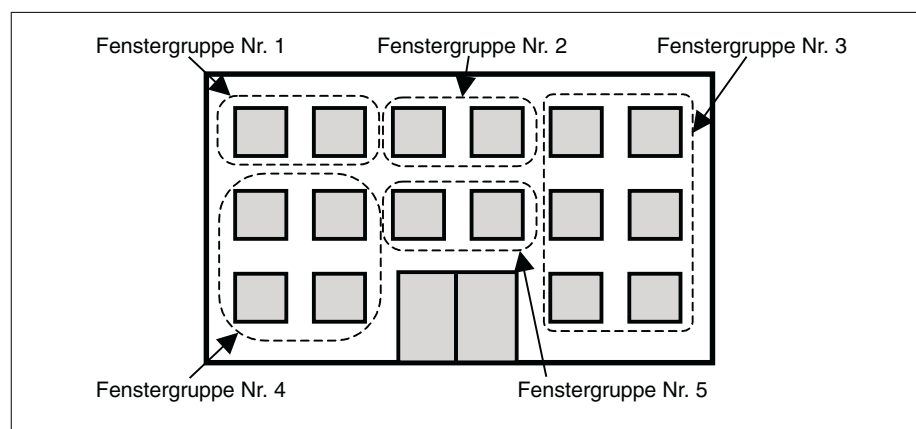 Fenstergruppe Nr. 1
Fenstergruppe Nr. 2
Fenstergruppe Nr. 3
Fenstergruppe Nr. 4
Fenstergruppe Nr. 5